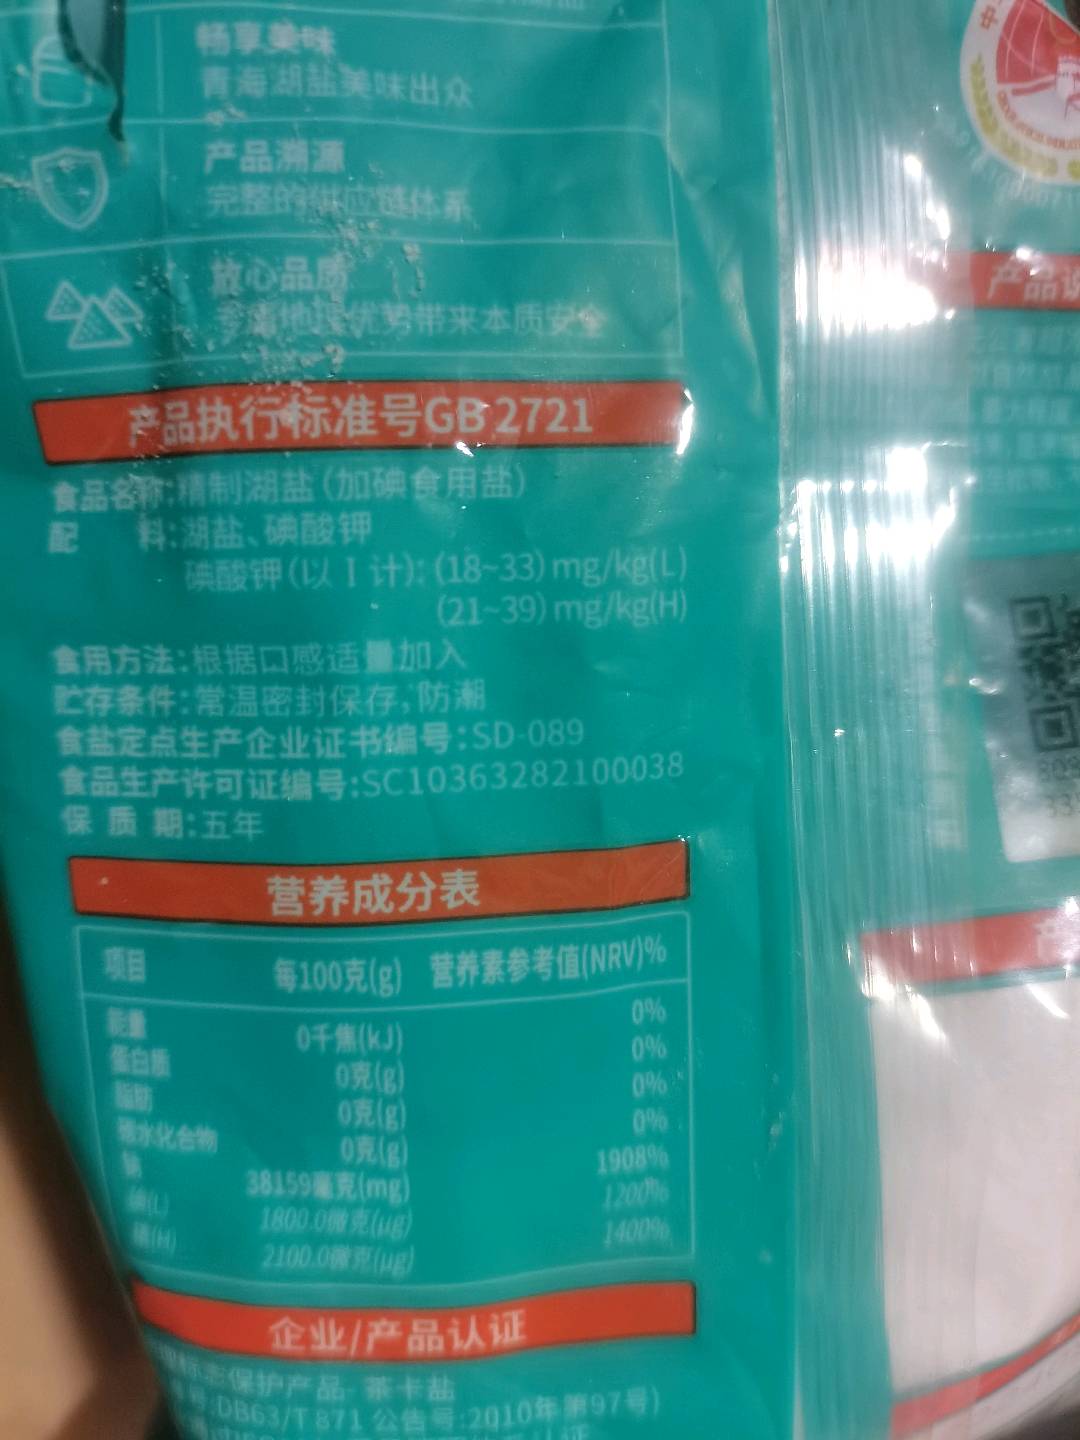 畅享美味
青海湖盐美味出众
产品溯源
完整的供应链体系
放心品质
地域优势带来本质安全
产品执行标准号GB 2721
食品名称:精制湖盐(加碘食用盐)
配 料:湖盐、碘酸钾
碘酸钾(以I计):(18~33)mg/kg(L)
(21~39)mg/kg(H)
食用方法:根据口感适量加入
贮存条件:常温密封保存,防潮
食盐定点生产企业证书编号:SD-089
食品生产许可证编号:SC10363282100038
保 质 期:五年
营养成分表
项目 每100克(g) 营养素参考值(NRV)%
能量 0千焦(kJ) 0%
蛋白质 0克(g) 0%
脂肪 0克(g) 0%
碳水化合物 0克(g) 0%
钠 38159毫克(mg) 1908%
碘(L) 1800.0微克(μg) 1200%
碘(H) 2100.0微克(μg) 1400%
企业/产品认证
标志保护产品-茶卡盐
号:DB63/T 871 公告号:2010年第97号)
产品说